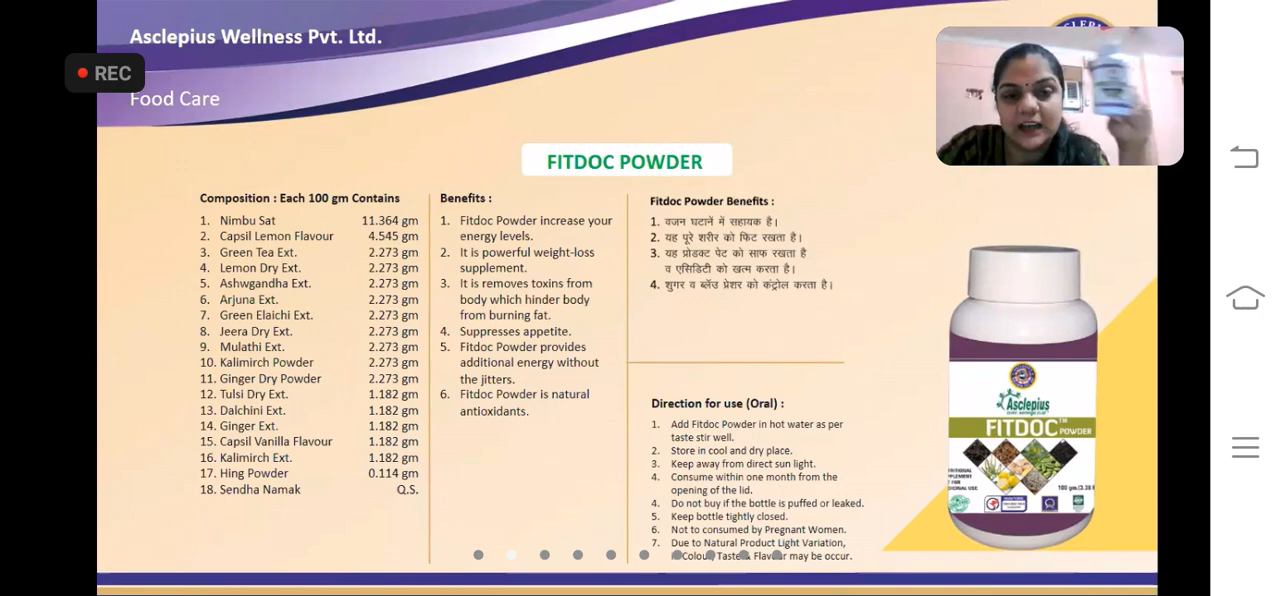 Asclepius Wellness Pvt. Ltd.
REC
Food Care
FITDOC POWDER
Composition : Each 100 gm Contains
1. Nimbu Sat 11.364 gm
2. Capsil Lemon Flavour 4.545 gm
3. Green Tea Ext. 2.273 gm
4. Lemon Dry Ext. 2.273 gm
5. Ashwgandha Ext. 2.273 gm
6. Arjuna Ext. 2.273 gm
7. Green Elaichi Ext. 2.273 gm
8. Jeera Dry Ext. 2.273 gm
9. Mulathi Ext. 2.273 gm
10. Kalimirch Powder 2.273 gm
11. Ginger Dry Powder 2.273 gm
12. Tulsi Dry Ext. 1.182 gm
13. Dalchini Ext. 1.182 gm
14. Ginger Ext. 1.182 gm
15. Capsil Vanilla Flavour 1.182 gm
16. Kalimirch Ext. 1.182 gm
17. Hing Powder 0.114 gm
18. Sendha Namak Q.S.
Benefits :
1. Fitdoc Powder increase your
energy levels.
2. It is powerful weight-loss
supplement.
3. It is removes toxins from
body which hinder body
from burning fat.
4. Suppresses appetite.
5. Fitdoc Powder provides
additional energy without
the jitters.
6. Fitdoc Powder is natural
antioxidants.
Fitdoc Powder Benefits :
1. वजन घटानें में सहायक है।
2. यह पूरे शरीर को फिट रखता है।
3. यह प्रोडक्ट पेट को साफ रखता है
व एसिडिटी को खत्म करता है।
4. शुगर व ब्लॅड प्रेशर को कंट्रोल करता है।
Direction for use (Oral) :
1. Add Fitdoc Powder in hot water as per
taste stir well.
2. Store in cool and dry place.
3. Keep away from direct sun light.
4. Consume within one month from the
opening of the lid.
4. Do not buy if the bottle is puffed or leaked.
5. Keep bottle tightly closed.
6. Not to consumed by Pregnant Women.
7. Due to Natural Product Light Variation,
Colour, Taste & Flavour may be occur.
Asclepius
FITDOC™ POWDER